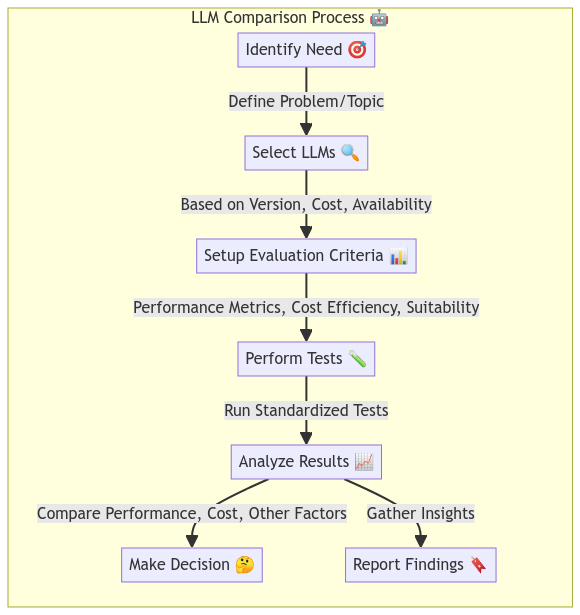 LLM Comparison Process 🤖
Identify Need 🎯
Define Problem/Topic
Select LLMs 🔍
Based on Version, Cost, Availability
Setup Evaluation Criteria 📊
Performance Metrics, Cost Efficiency, Suitability
Perform Tests 🧪
Run Standardized Tests
Analyze Results 📈
Compare Performance, Cost, Other Factors
Gather Insights
Make Decision 🤔
Report Findings 🔖